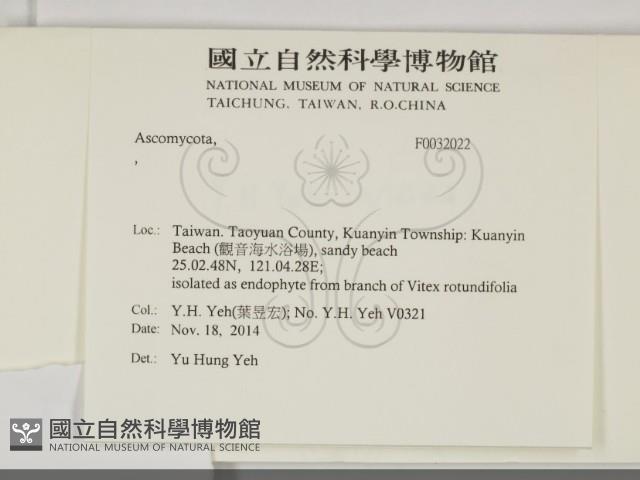 國立自然科學博物館
NATIONAL MUSEUM OF NATURAL SCIENCE
TAICHUNG, TAIWAN, R.O.CHINA
Ascomycota, F0032022
,
Loc.: Taiwan. Taoyuan County, Kuanyin Township: Kuanyin
Beach (觀音海水浴場), sandy beach
25.02.48N, 121.04.28E;
isolated as endophyte from branch of Vitex rotundifolia
Col.: Y.H. Yeh(葉昱宏); No. Y.H. Yeh V0321
Date: Nov. 18, 2014
Det.: Yu Hung Yeh
國立自然科學博物館
NATIONAL MUSEUM OF NATURAL SCIENCE